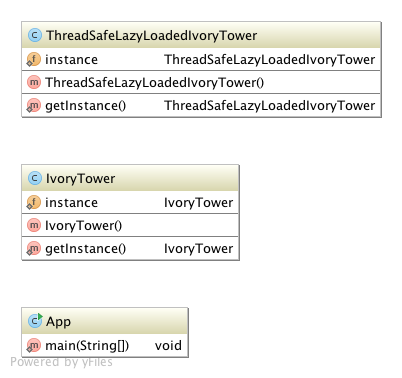 ThreadSafeLazyLoadedIvoryTower
instance ThreadSafeLazyLoadedIvoryTower
ThreadSafeLazyLoadedIvoryTower()
getInstance() ThreadSafeLazyLoadedIvoryTower
IvoryTower
instance IvoryTower
IvoryTower()
getInstance() IvoryTower
App
main(String[]) void
Powered by yFiles